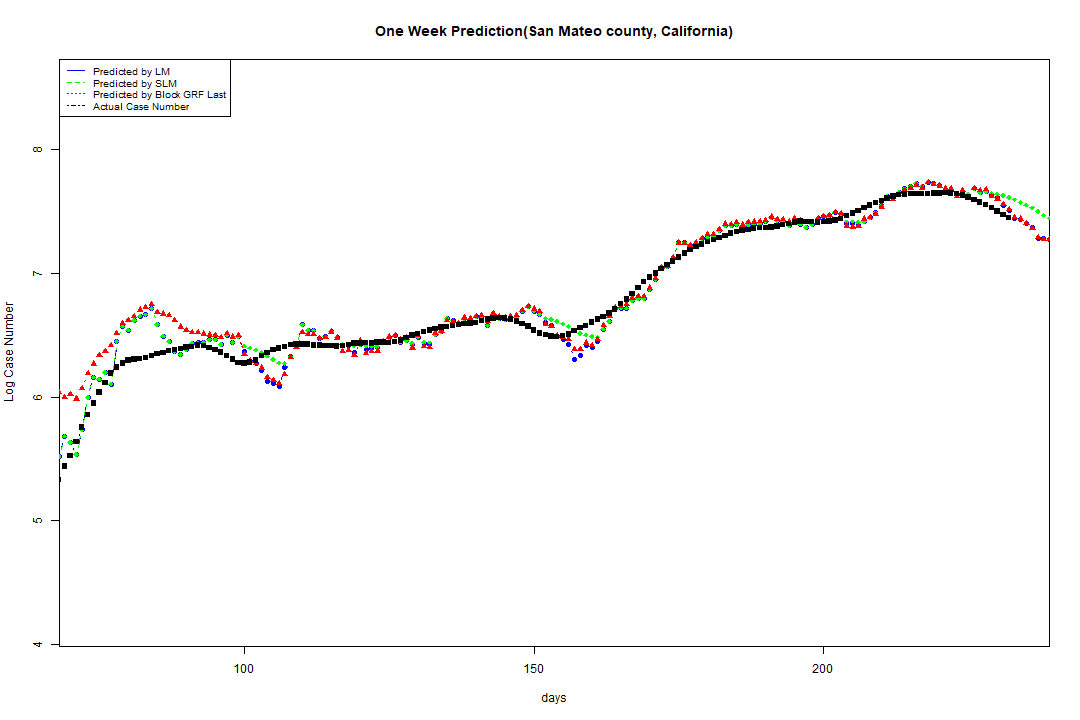 One Week Prediction(San Mateo county, California)
Predicted by LM
Predicted by SLM
Predicted by Block GRF Last
Actual Case Number
8
7
6
5
4
Log Case Number
100
150
200
days